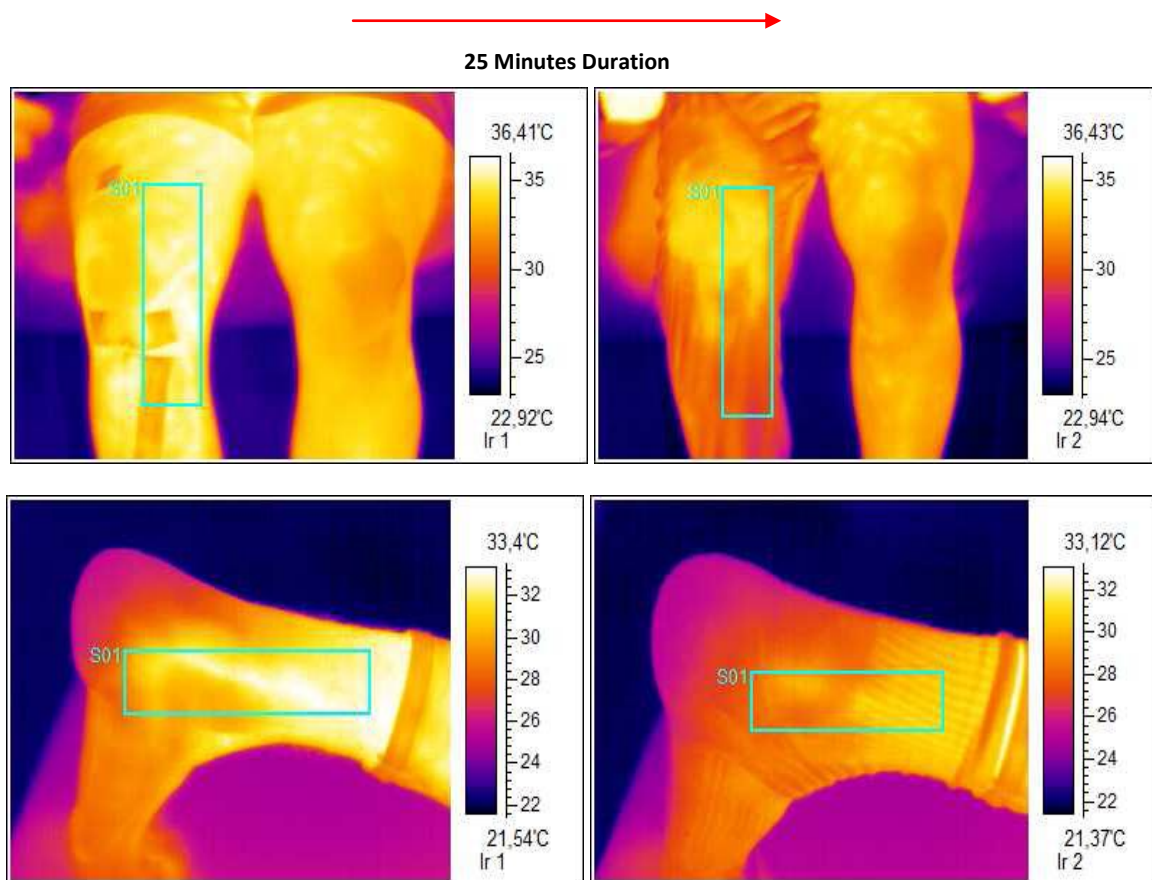 25 Minutes Duration
36,41'C
35
30
25
22,92'C
Ir 1
S01
36,43'C
35
30
25
22,94'C
Ir 2
S01
33,4'C
32
30
28
26
24
22
21,54'C
Ir 1
S01
33,12'C
32
30
28
26
24
22
21,37'C
Ir 2
S01